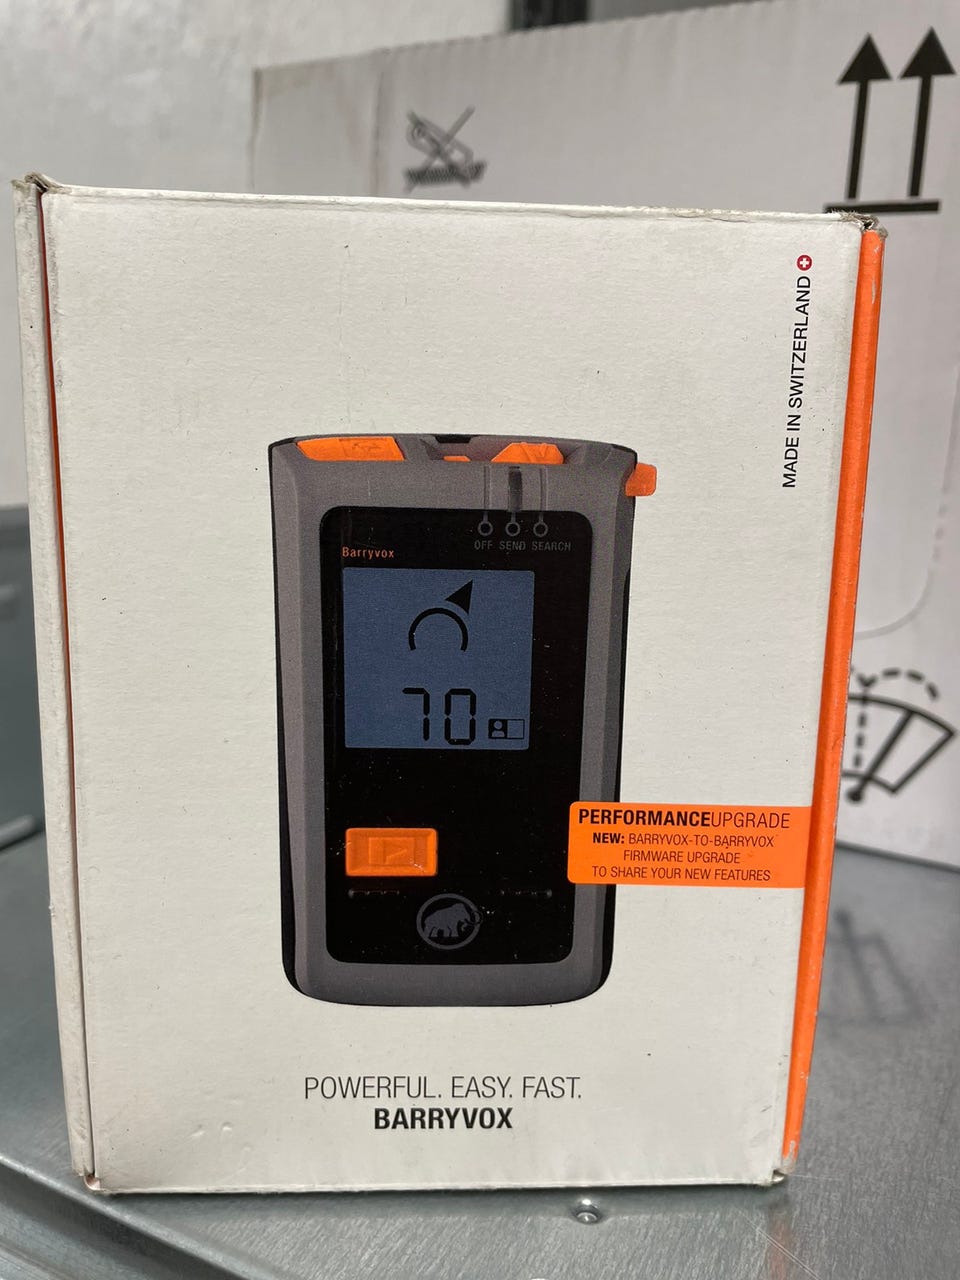 MADE IN SWITZERLAND
OFF SEND SEARCH
Barryvox
70
PERFORMANCEUPGRADE
NEW: BARRYVOX-TO-BARRYVOX
FIRMWARE UPGRADE
TO SHARE YOUR NEW FEATURES
POWERFUL. EASY. FAST.
BARRYVOX